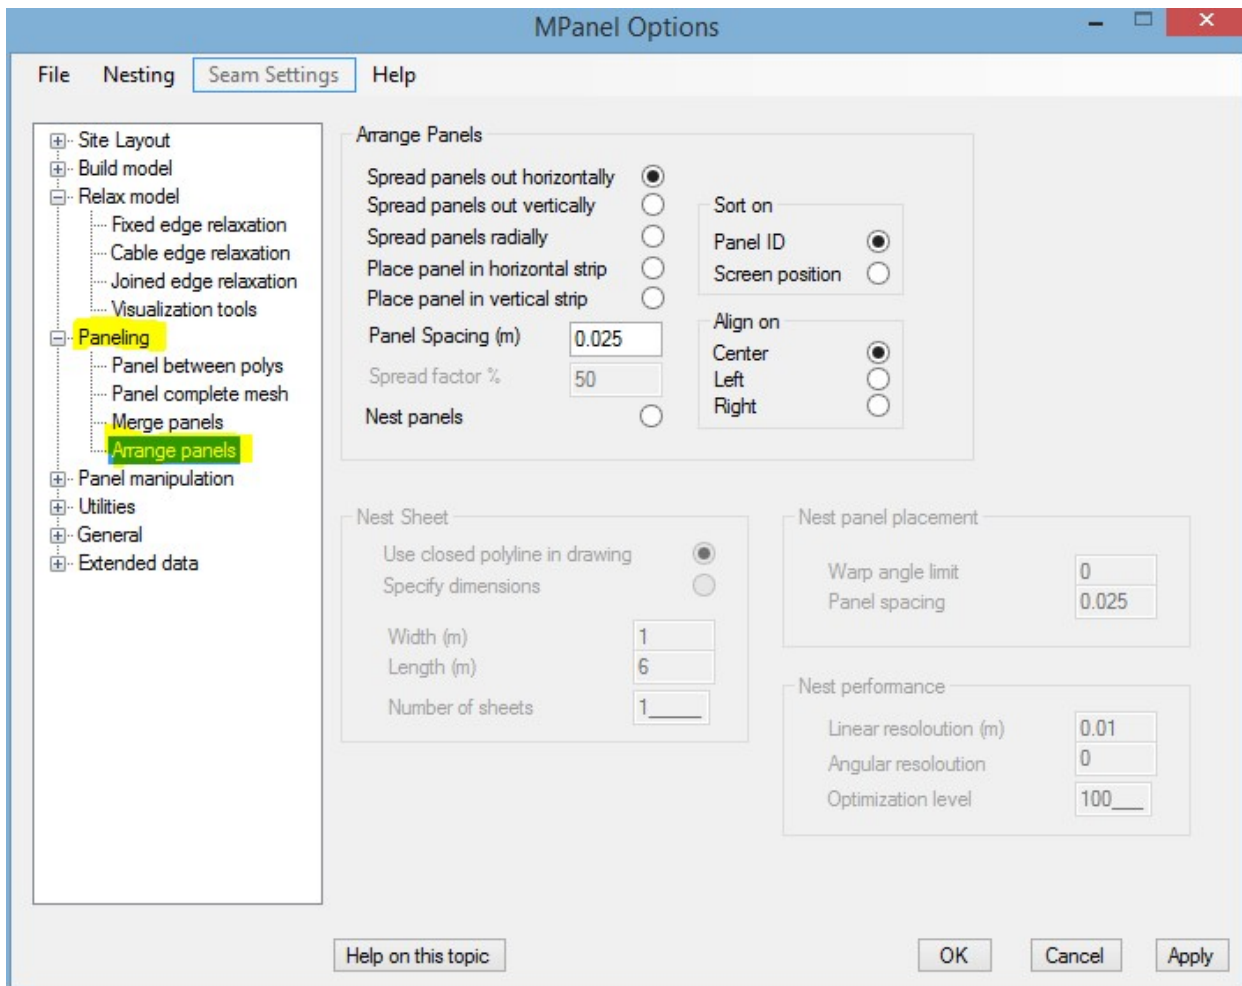 MPanel Options
File Nesting Seam Settings Help
Site Layout
Build model
Relax model
Fixed edge relaxation
Cable edge relaxation
Joined edge relaxation
Visualization tools
Paneling
Panel between polys
Panel complete mesh
Merge panels
Arrange panels
Panel manipulation
Utilities
General
Extended data
Arrange Panels
Spread panels out horizontally
Spread panels out vertically
Spread panels radially
Place panel in horizontal strip
Place panel in vertical strip
Panel Spacing (m) 0.025
Spread factor % 50
Nest panels
Sort on
Panel ID
Screen position
Align on
Center
Left
Right
Nest Sheet
Use closed polyline in drawing
Specify dimensions
Width (m) 1
Length (m) 6
Number of sheets 1_____
Nest panel placement
Warp angle limit 0
Panel spacing 0.025
Nest performance
Linear resoloution (m) 0.01
Angular resoloution 0
Optimization level 100___
Help on this topic OK Cancel Apply